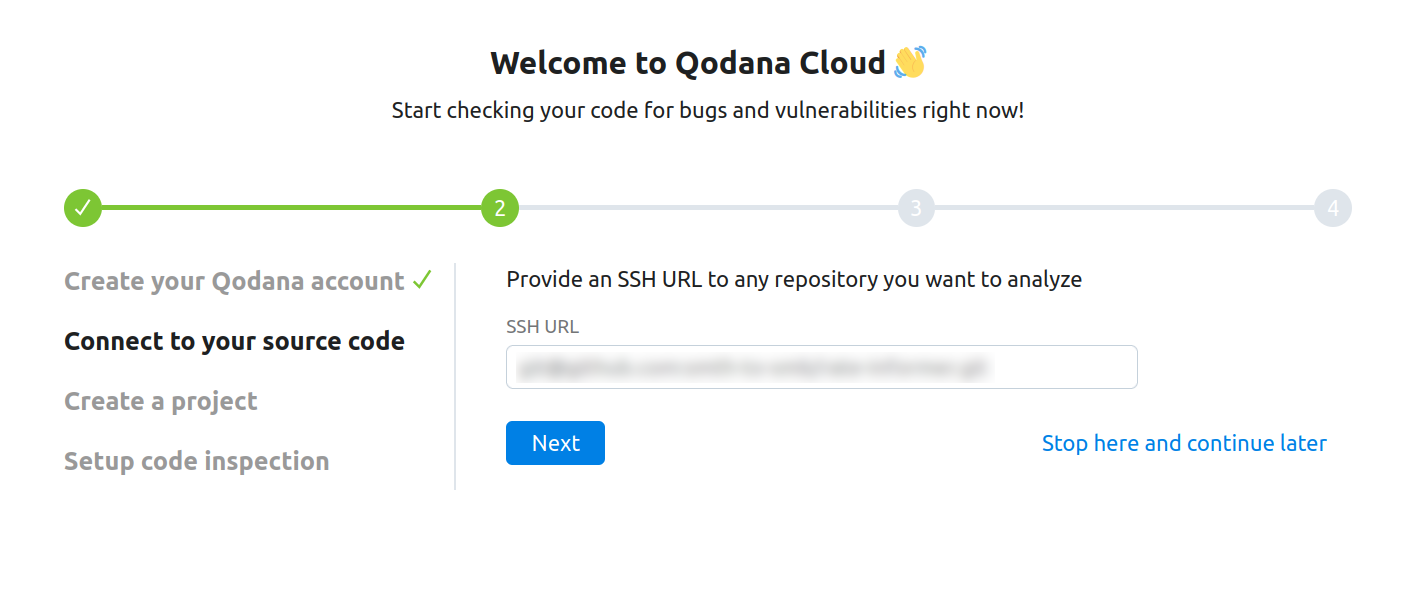 Welcome to Qodana Cloud 👋
Start checking your code for bugs and vulnerabilities right now!
2
3
4
Create your Qodana account
Connect to your source code
Create a project
Setup code inspection
Provide an SSH URL to any repository you want to analyze
SSH URL
Next
Stop here and continue later